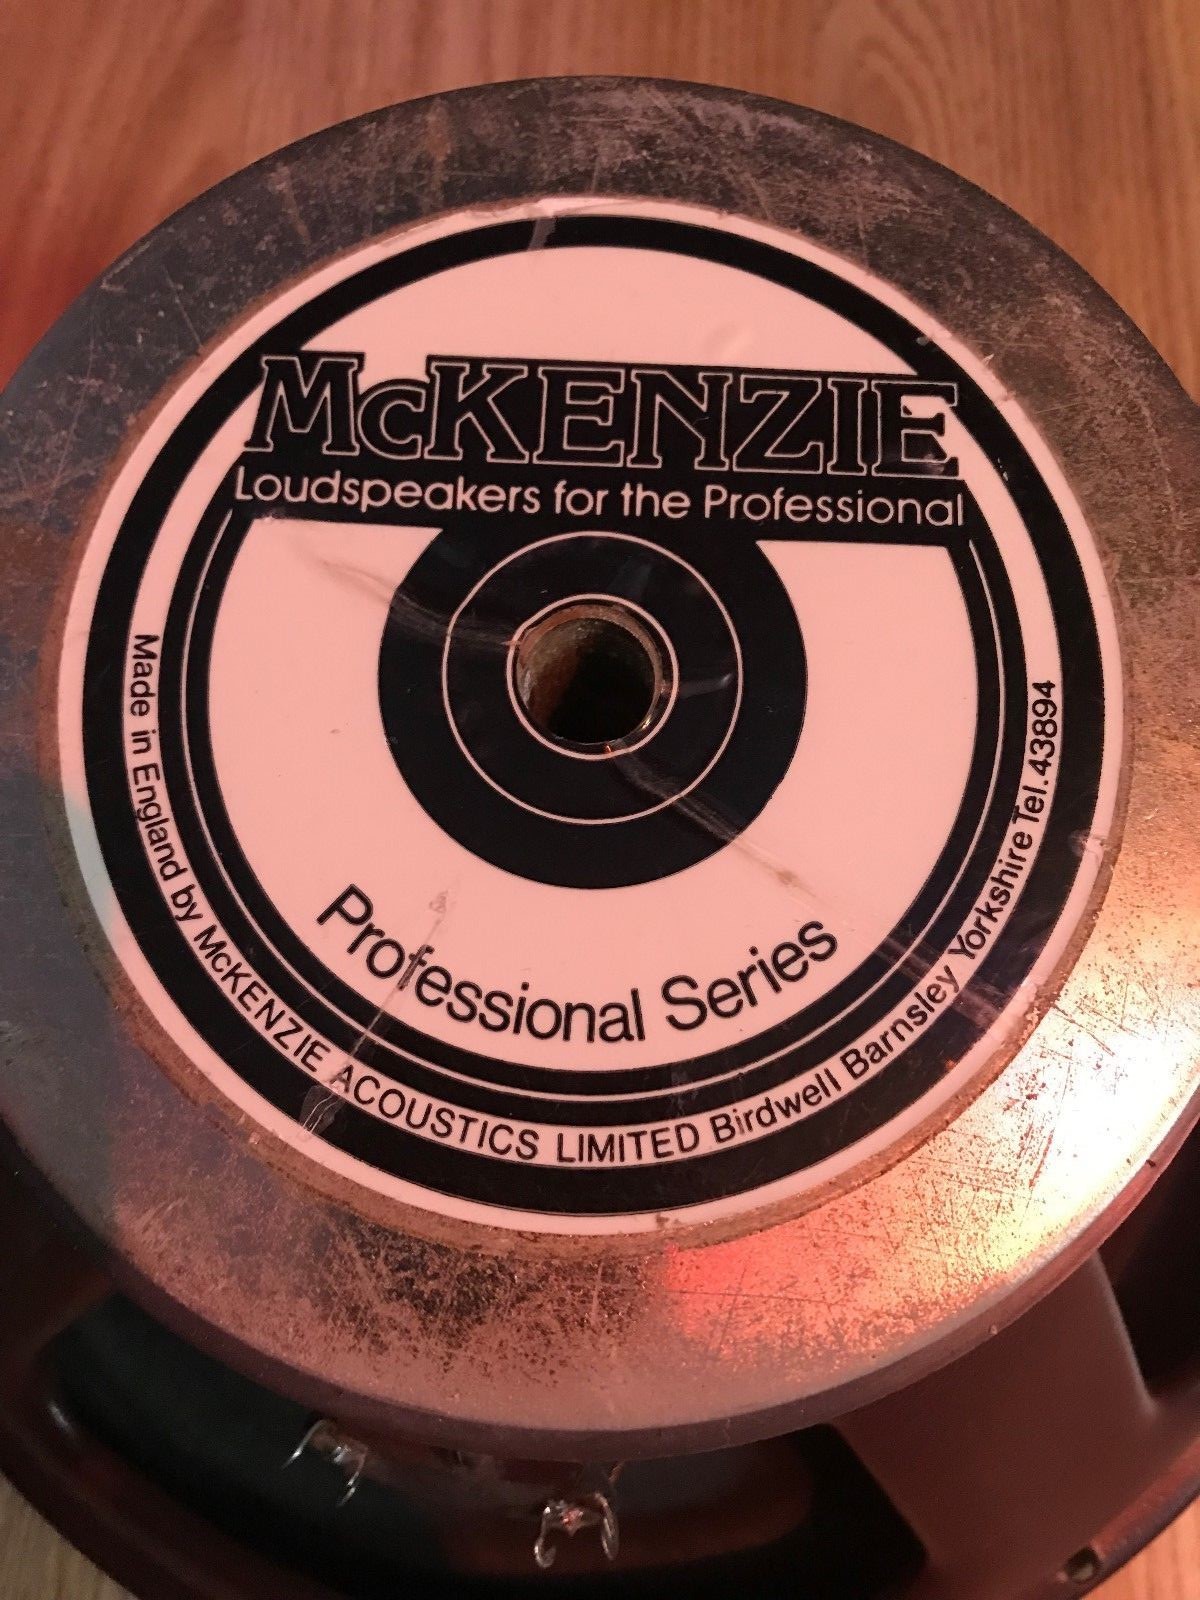 McKENZIE
Loudspeakers for the Professional
Professional Series
Made in England by McKENZIE ACOUSTICS LIMITED Birdwell Barnsley Yorkshire Tel. 43894